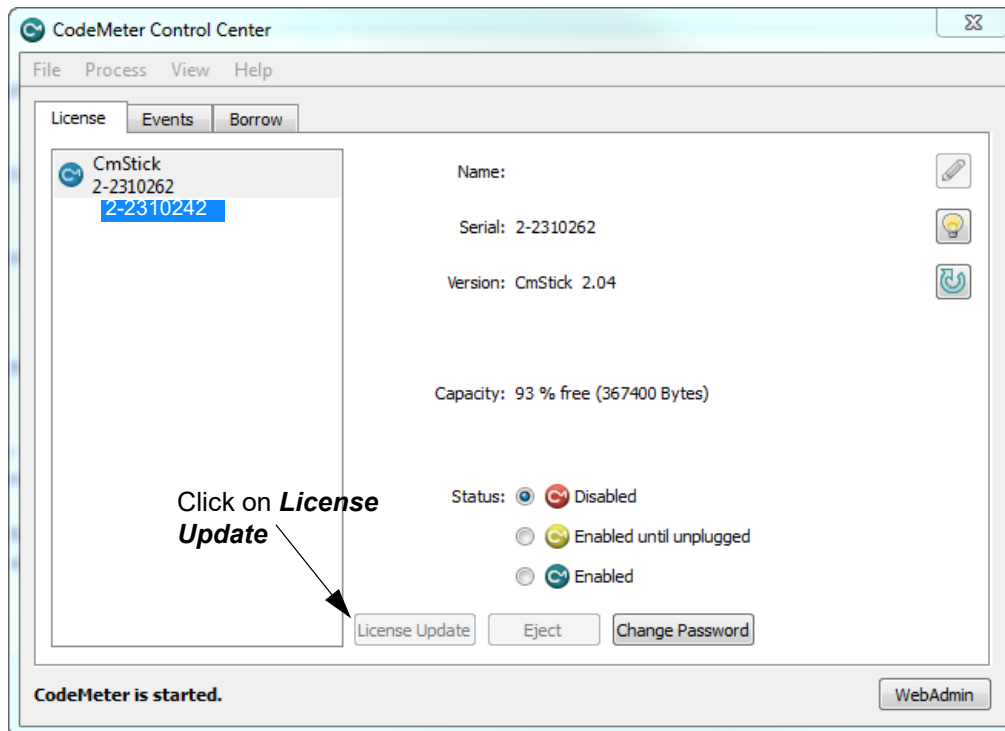 CodeMeter Control Center
File Process View Help
License Events Borrow
CmStick
2-2310262
2-2310242
Name:
Serial: 2-2310262
Version: CmStick 2.04
Capacity: 93 % free (367400 Bytes)
Status: Disabled
Enabled until unplugged
Enabled
Click on License
Update
License Update Eject Change Password
CodeMeter is started.
WebAdmin